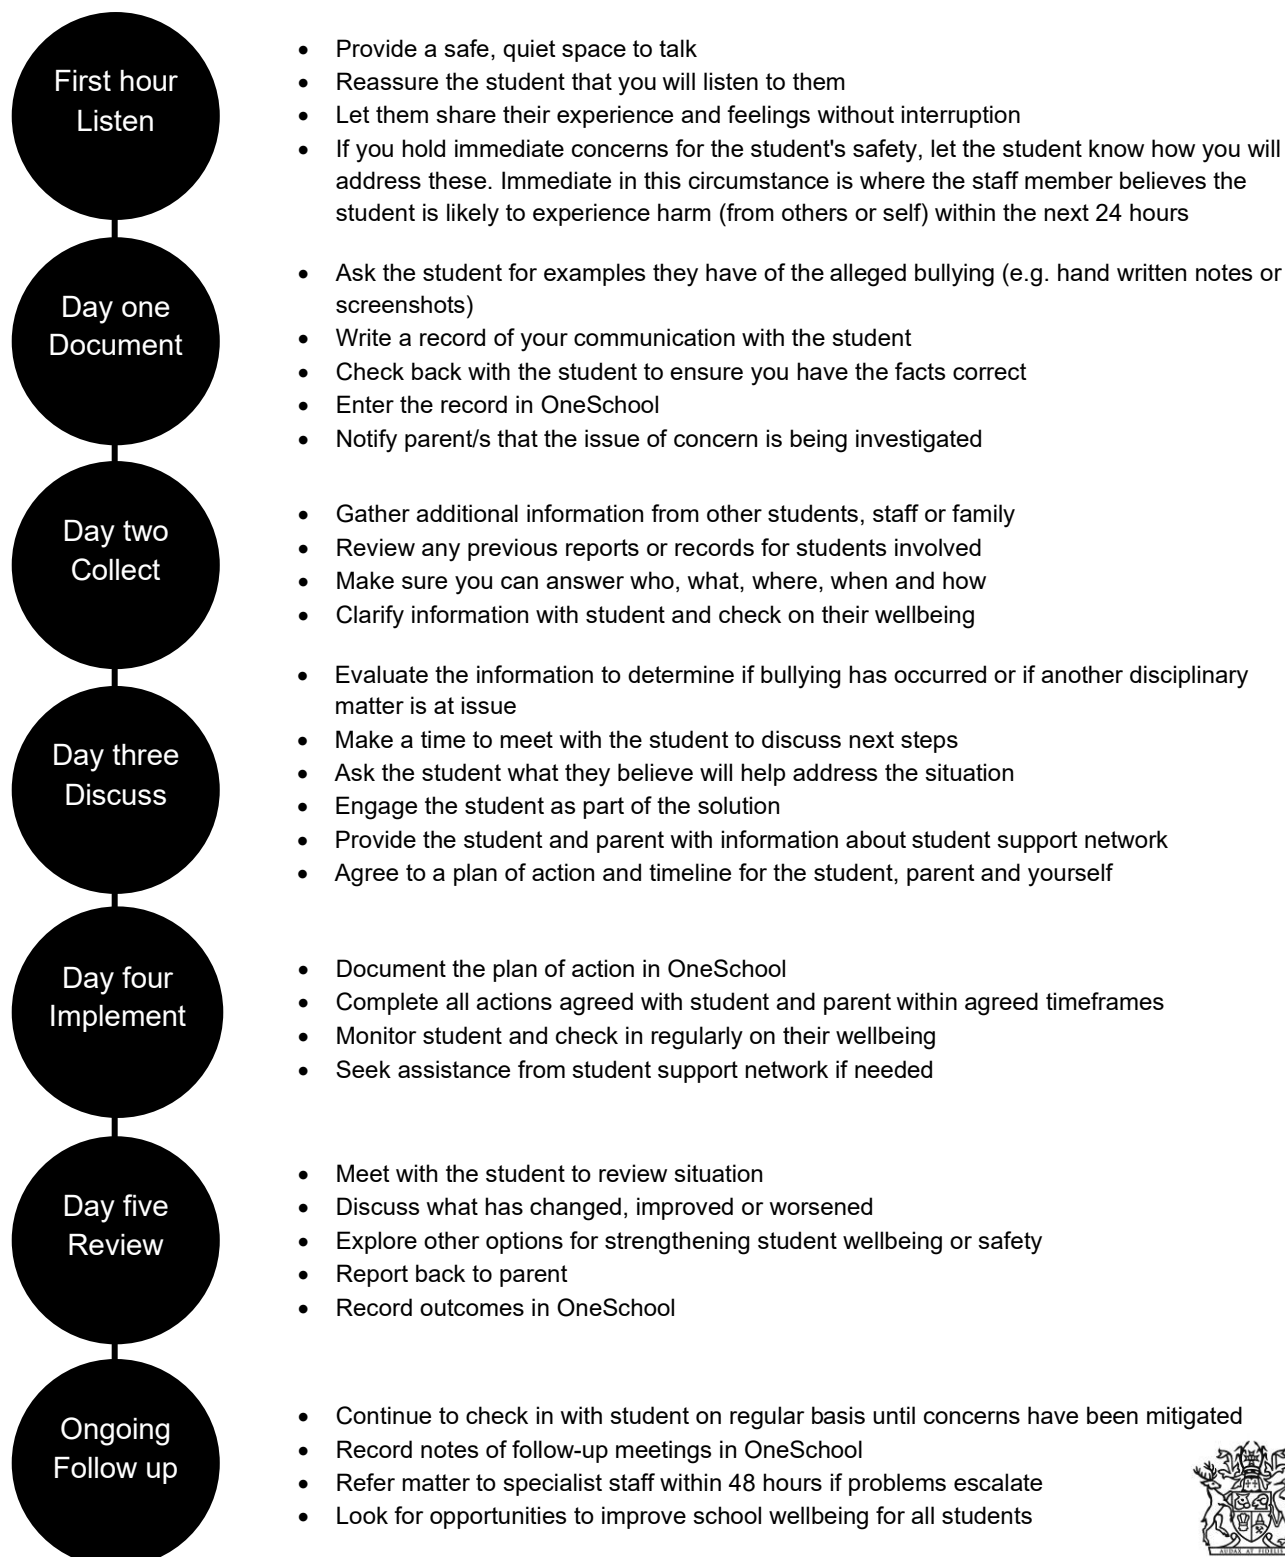 First hour
Listen
• Provide a safe, quiet space to talk
• Reassure the student that you will listen to them
• Let them share their experience and feelings without interruption
• If you hold immediate concerns for the student's safety, let the student know how you will
address these. Immediate in this circumstance is where the staff member believes the
student is likely to experience harm (from others or self) within the next 24 hours
Day one
Document
• Ask the student for examples they have of the alleged bullying (e.g. hand written notes or
screenshots)
• Write a record of your communication with the student
• Check back with the student to ensure you have the facts correct
• Enter the record in OneSchool
• Notify parent/s that the issue of concern is being investigated
Day two
Collect
• Gather additional information from other students, staff or family
• Review any previous reports or records for students involved
• Make sure you can answer who, what, where, when and how
• Clarify information with student and check on their wellbeing
Day three
Discuss
• Evaluate the information to determine if bullying has occurred or if another disciplinary
matter is at issue
• Make a time to meet with the student to discuss next steps
• Ask the student what they believe will help address the situation
• Engage the student as part of the solution
• Provide the student and parent with information about student support network
• Agree to a plan of action and timeline for the student, parent and yourself
Day four
Implement
• Document the plan of action in OneSchool
• Complete all actions agreed with student and parent within agreed timeframes
• Monitor student and check in regularly on their wellbeing
• Seek assistance from student support network if needed
Day five
Review
• Meet with the student to review situation
• Discuss what has changed, improved or worsened
• Explore other options for strengthening student wellbeing or safety
• Report back to parent
• Record outcomes in OneSchool
Ongoing
Follow up
• Continue to check in with student on regular basis until concerns have been mitigated
• Record notes of follow-up meetings in OneSchool
• Refer matter to specialist staff within 48 hours if problems escalate
• Look for opportunities to improve school wellbeing for all students
AUDAX AT FIDELIS